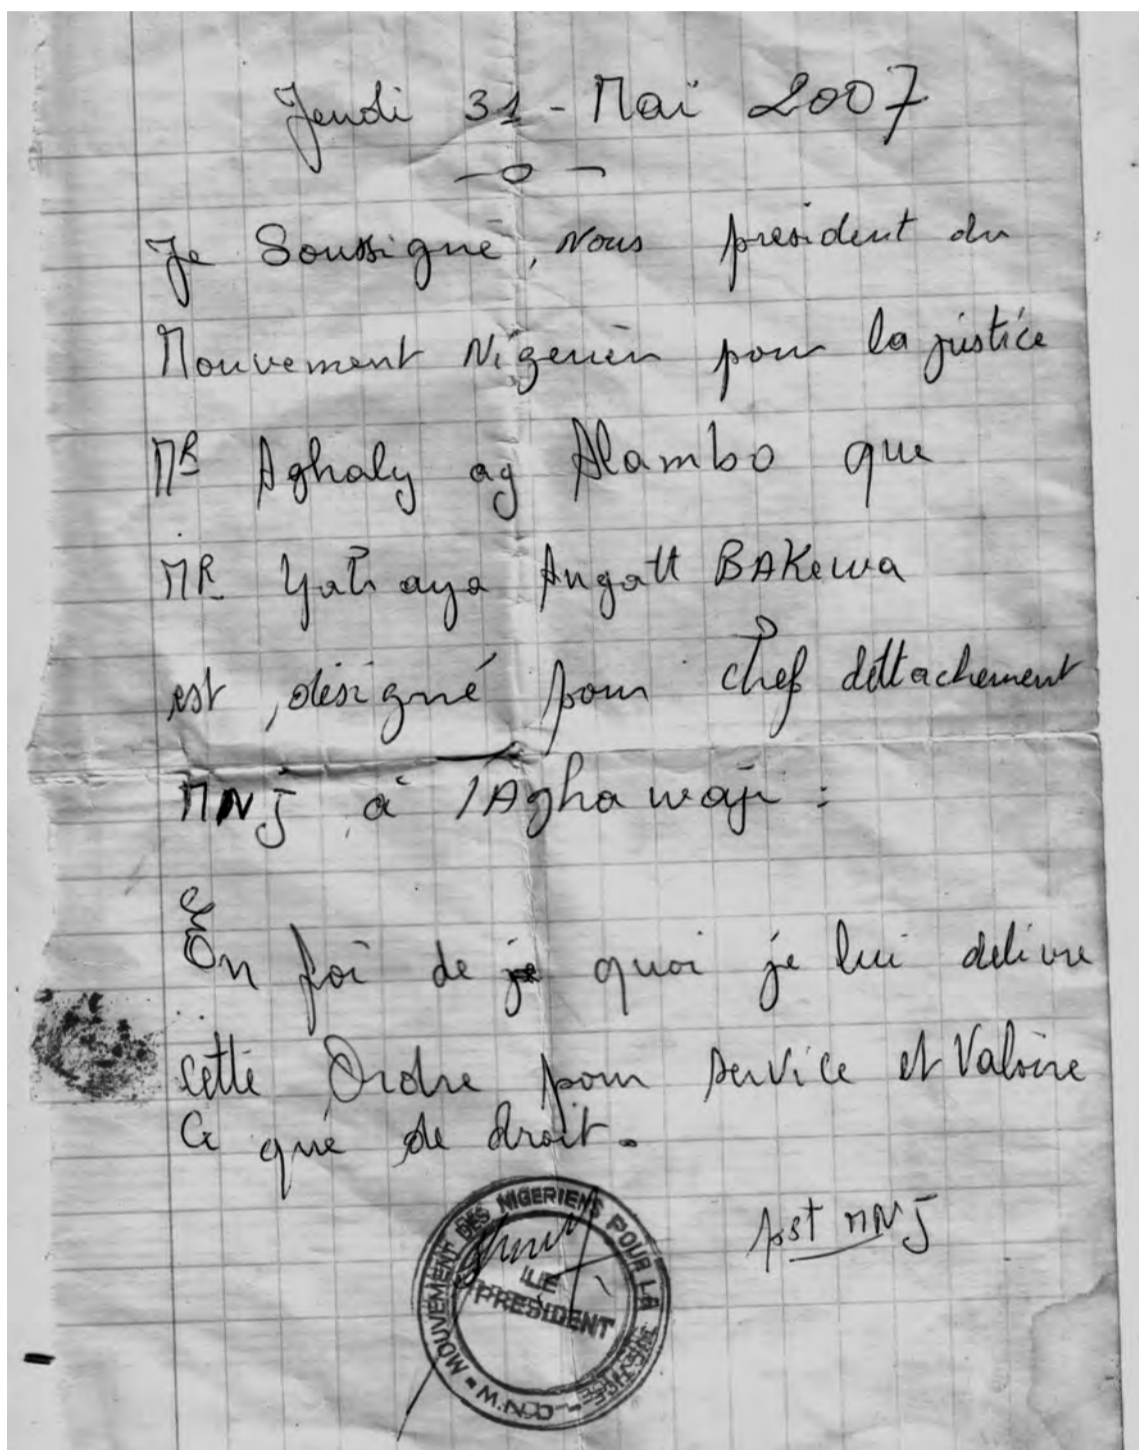 Jeudi 31 - Mai 2007
—o—
Je Soussigné, Nous president du
Mouvement Nigerien pour la justice
MR Aghaly ag Alambo que
MR Yahaya Angatt BAKewa
est désigné pour chef dettachement
MNJ à TAghawaji :
En foi de quoi je lui delivre
cette Ordre pour service et Valoire
Ce que de droit.
pst MNJ
MOUVEMENT DES NIGERIENS POUR LA JUSTICE
LE
PRESIDENT